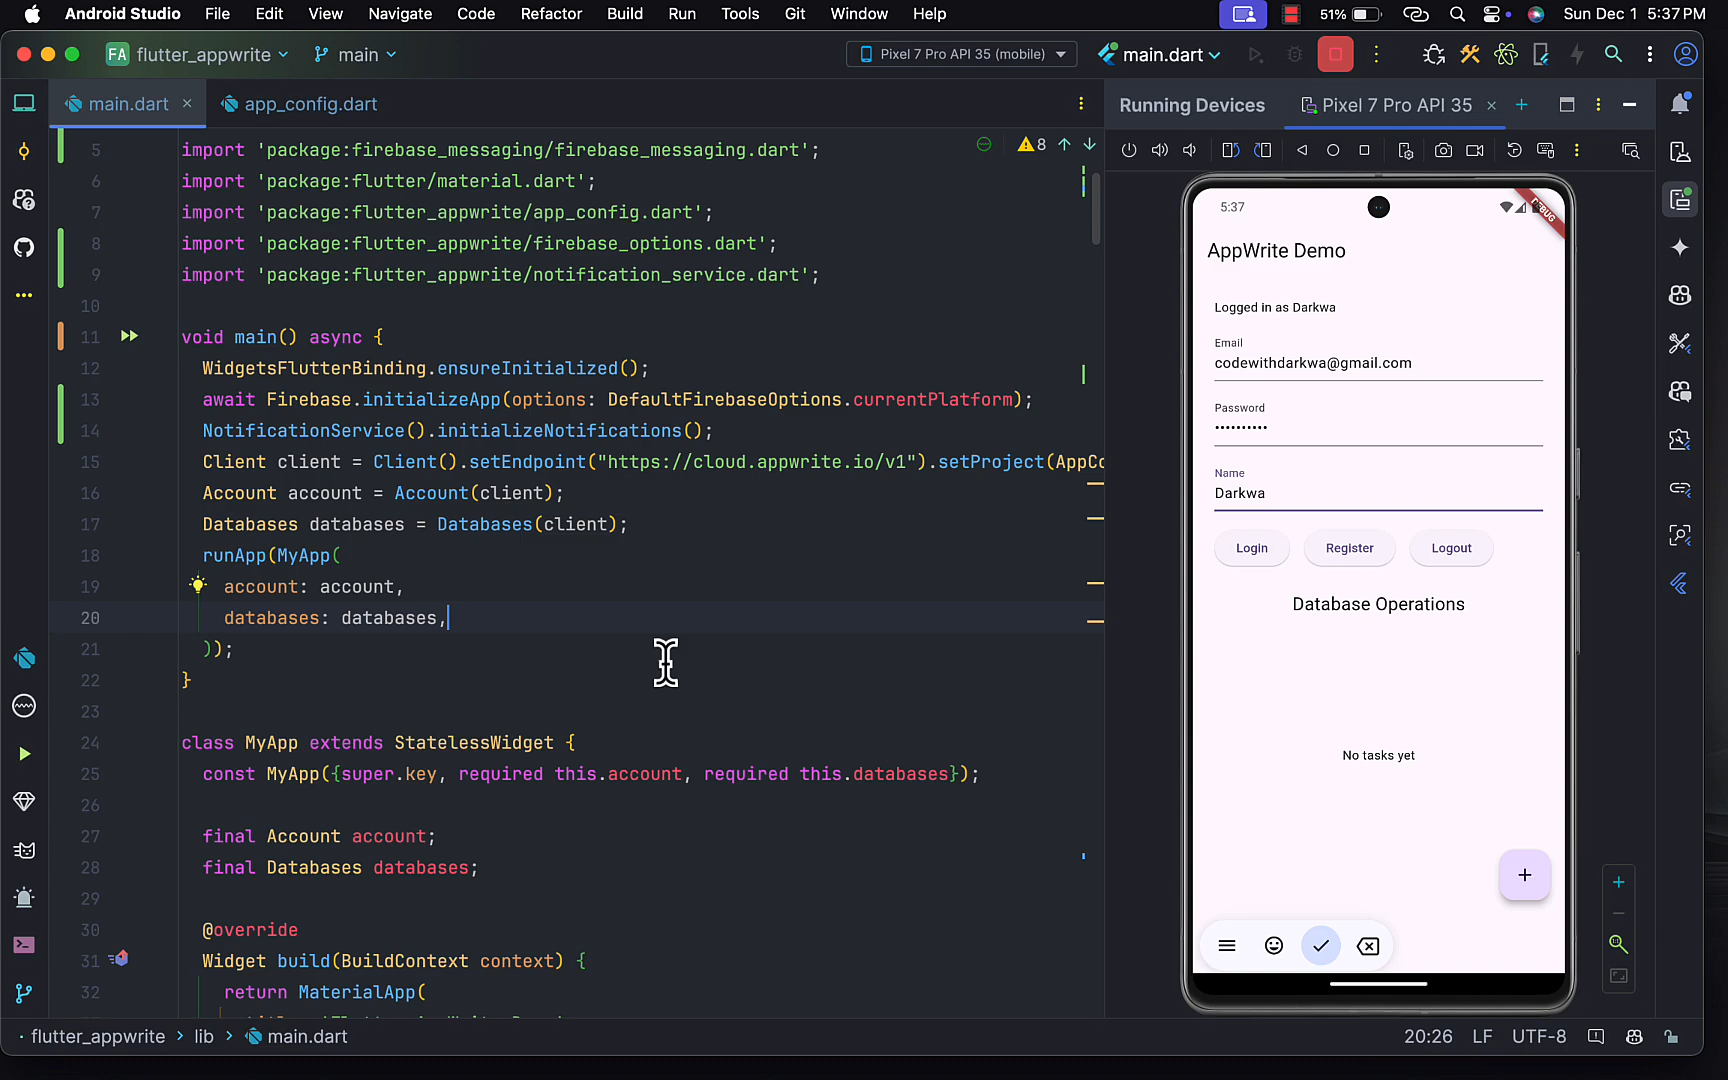 Android Studio File Edit View Navigate Code Refactor Build Run Tools Git Window Help 51% Sun Dec 1 5:37 PM
FA flutter_appwrite main Pixel 7 Pro API 35 (mobile) main.dart
main.dart app_config.dart Running Devices Pixel 7 Pro API 35
5 import 'package:firebase_messaging/firebase_messaging.dart'; 8
6 import 'package:flutter/material.dart';
7 import 'package:flutter_appwrite/app_config.dart';
8 import 'package:flutter_appwrite/firebase_options.dart';
9 import 'package:flutter_appwrite/notification_service.dart';
10
11 void main() async {
12 WidgetsFlutterBinding.ensureInitialized();
13 await Firebase.initializeApp(options: DefaultFirebaseOptions.currentPlatform);
14 NotificationService().initializeNotifications();
15 Client client = Client().setEndpoint("https://cloud.appwrite.io/v1").setProject(AppCo
16 Account account = Account(client);
17 Databases databases = Databases(client);
18 runApp(MyApp(
19 account: account,
20 databases: databases,
21 ));
22 }
23
24 class MyApp extends StatelessWidget {
25 const MyApp({super.key, required this.account, required this.databases});
26
27 final Account account;
28 final Databases databases;
29
30 @override
31 Widget build(BuildContext context) {
32 return MaterialApp(
5:37
DEBUG
AppWrite Demo
Logged in as Darkwa
Email
codewithdarkwa@gmail.com
Password
••••••••••
Name
Darkwa
Login Register Logout
Database Operations
No tasks yet
flutter_appwrite lib main.dart 20:26 LF UTF-8